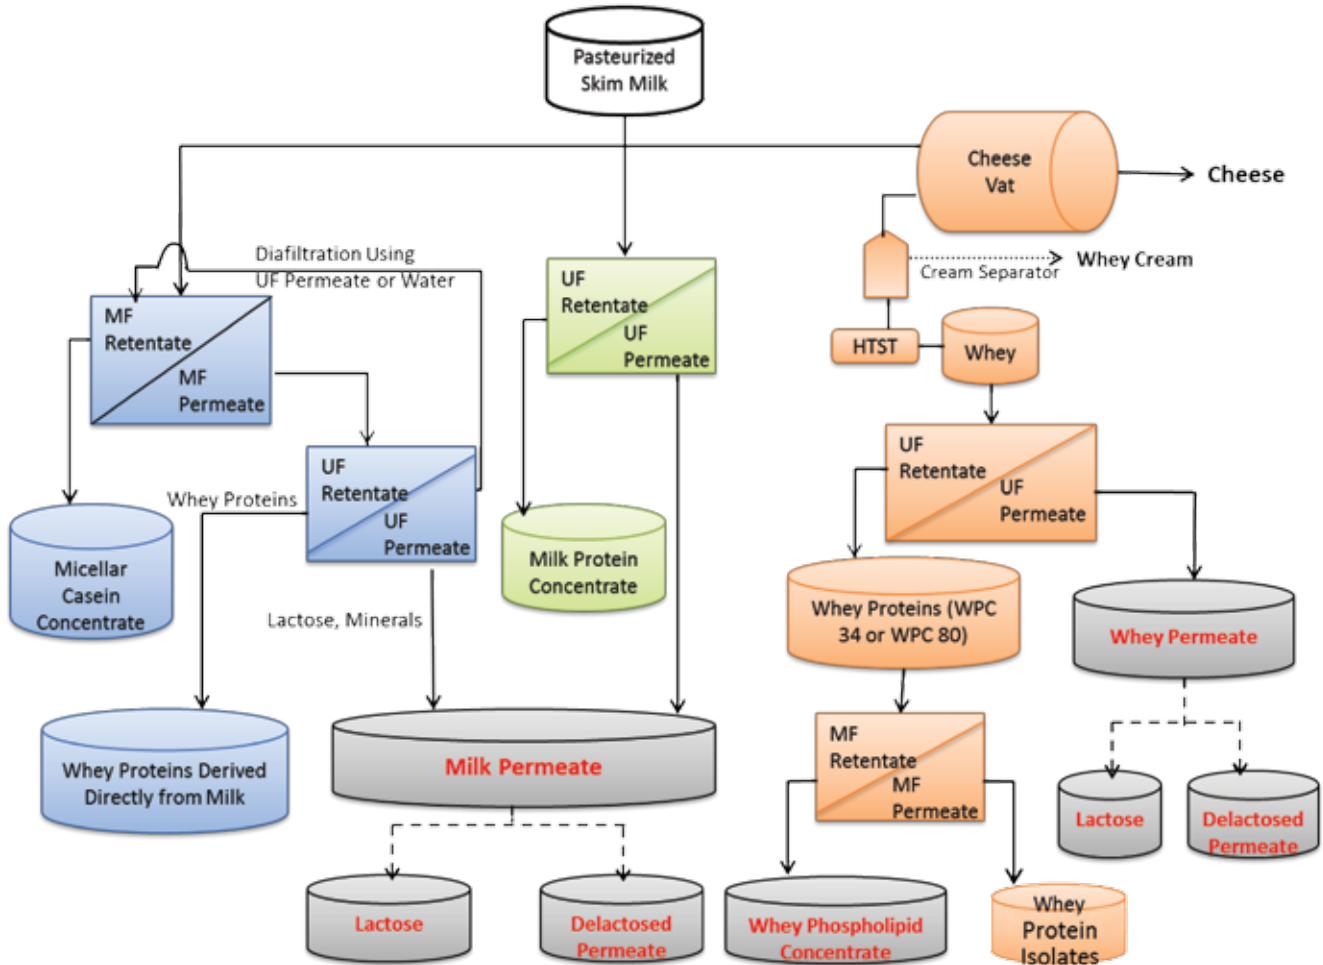 Pasteurized
Skim Milk
Cheese
Vat
Cheese
Diafiltration Using
UF Permeate or Water
Cream Separator
Whey Cream
MF
Retentate
MF
Permeate
UF
Retentate
UF
Permeate
HTST
Whey
UF
Retentate
UF
Permeate
Whey Proteins
UF
Retentate
UF
Permeate
Micellar
Casein
Concentrate
Milk Protein
Concentrate
Lactose, Minerals
Whey Proteins (WPC
34 or WPC 80)
Whey Permeate
Whey Proteins Derived
Directly from Milk
Milk Permeate
MF
Retentate
MF
Permeate
Lactose
Delactosed
Permeate
Lactose
Delactosed
Permeate
Whey Phospholipid
Concentrate
Whey
Protein
Isolates